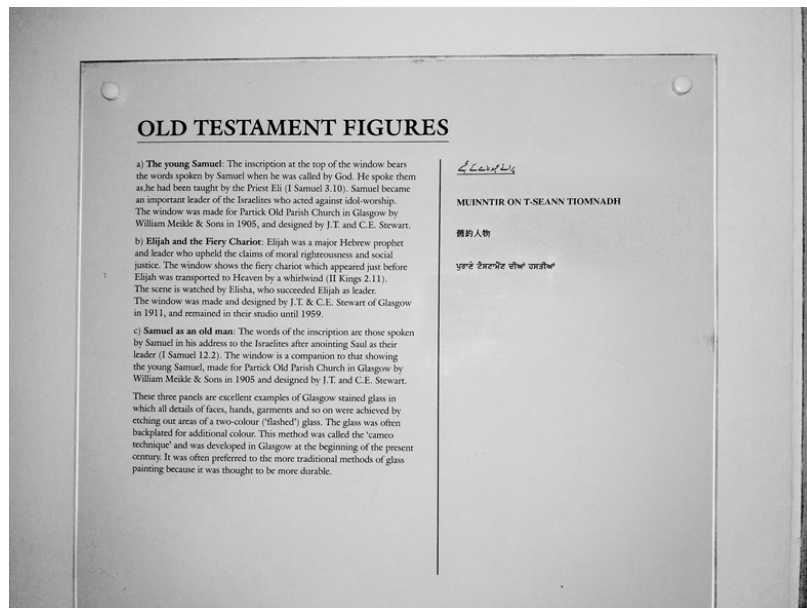 OLD TESTAMENT FIGURES
a) The young Samuel: The inscription at the top of the window bears
the words spoken by Samuel when he was called by God. He spoke them
as he had been taught by the Priest Eli (I Samuel 3.10). Samuel became
an important leader of the Israelites who acted against idol-worship.
The window was made for Partick Old Parish Church in Glasgow by
William Meikle & Sons in 1905, and designed by J.T. and C.E. Stewart.
b) Elijah and the Fiery Chariot: Elijah was a major Hebrew prophet
and leader who upheld the claims of moral righteousness and social
justice. The window shows the fiery chariot which appeared just before
Elijah was transported to Heaven by a whirlwind (II Kings 2.11).
The scene is watched by Elisha, who succeeded Elijah as leader.
The window was made and designed by J.T. & C.E. Stewart of Glasgow
in 1911, and remained in their studio until 1959.
c) Samuel as an old man: The words of the inscription are those spoken
by Samuel in his address to the Israelites after anointing Saul as their
leader (I Samuel 12.2). The window is a companion to that showing
the young Samuel, made for Partick Old Parish Church in Glasgow by
William Meikle & Sons in 1905 and designed by J.T. and C.E. Stewart.
These three panels are excellent examples of Glasgow stained glass in
which all details of faces, hands, garments and so on were achieved by
etching out areas of a two-colour (‘flashed’) glass. The glass was often
backplated for additional colour. This method was called the ‘cameo
technique’ and was developed in Glasgow at the beginning of the present
century. It was often preferred to the more traditional methods of glass
painting because it was thought to be more durable.
MUINNTIR ON T-SEANN TIOMNADH
舊約人物
ਪੁਰਾਣੇ ਟੈਸਟਾਮੈਂਟ ਦੀਆਂ ਹਸਤੀਆਂ